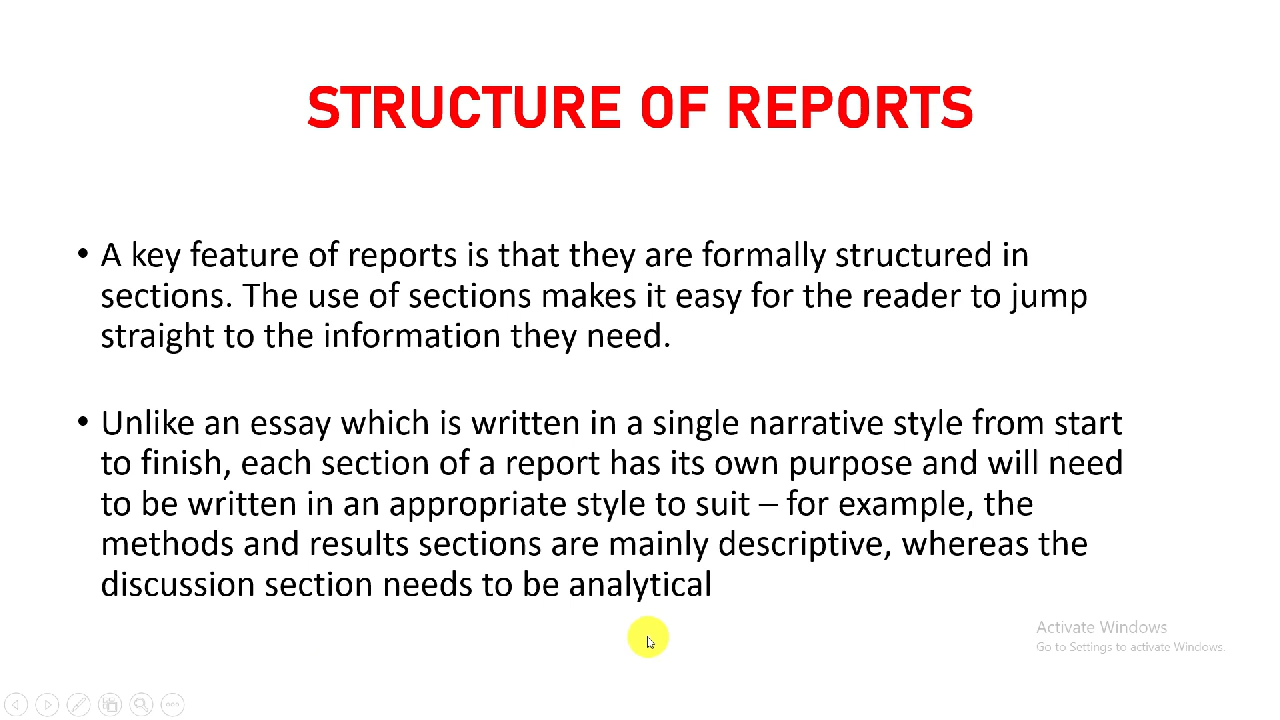 STRUCTURE OF REPORTS
• A key feature of reports is that they are formally structured in
sections. The use of sections makes it easy for the reader to jump
straight to the information they need.
• Unlike an essay which is written in a single narrative style from start
to finish, each section of a report has its own purpose and will need
to be written in an appropriate style to suit – for example, the
methods and results sections are mainly descriptive, whereas the
discussion section needs to be analytical
Activate Windows
Go to Settings to activate Windows.